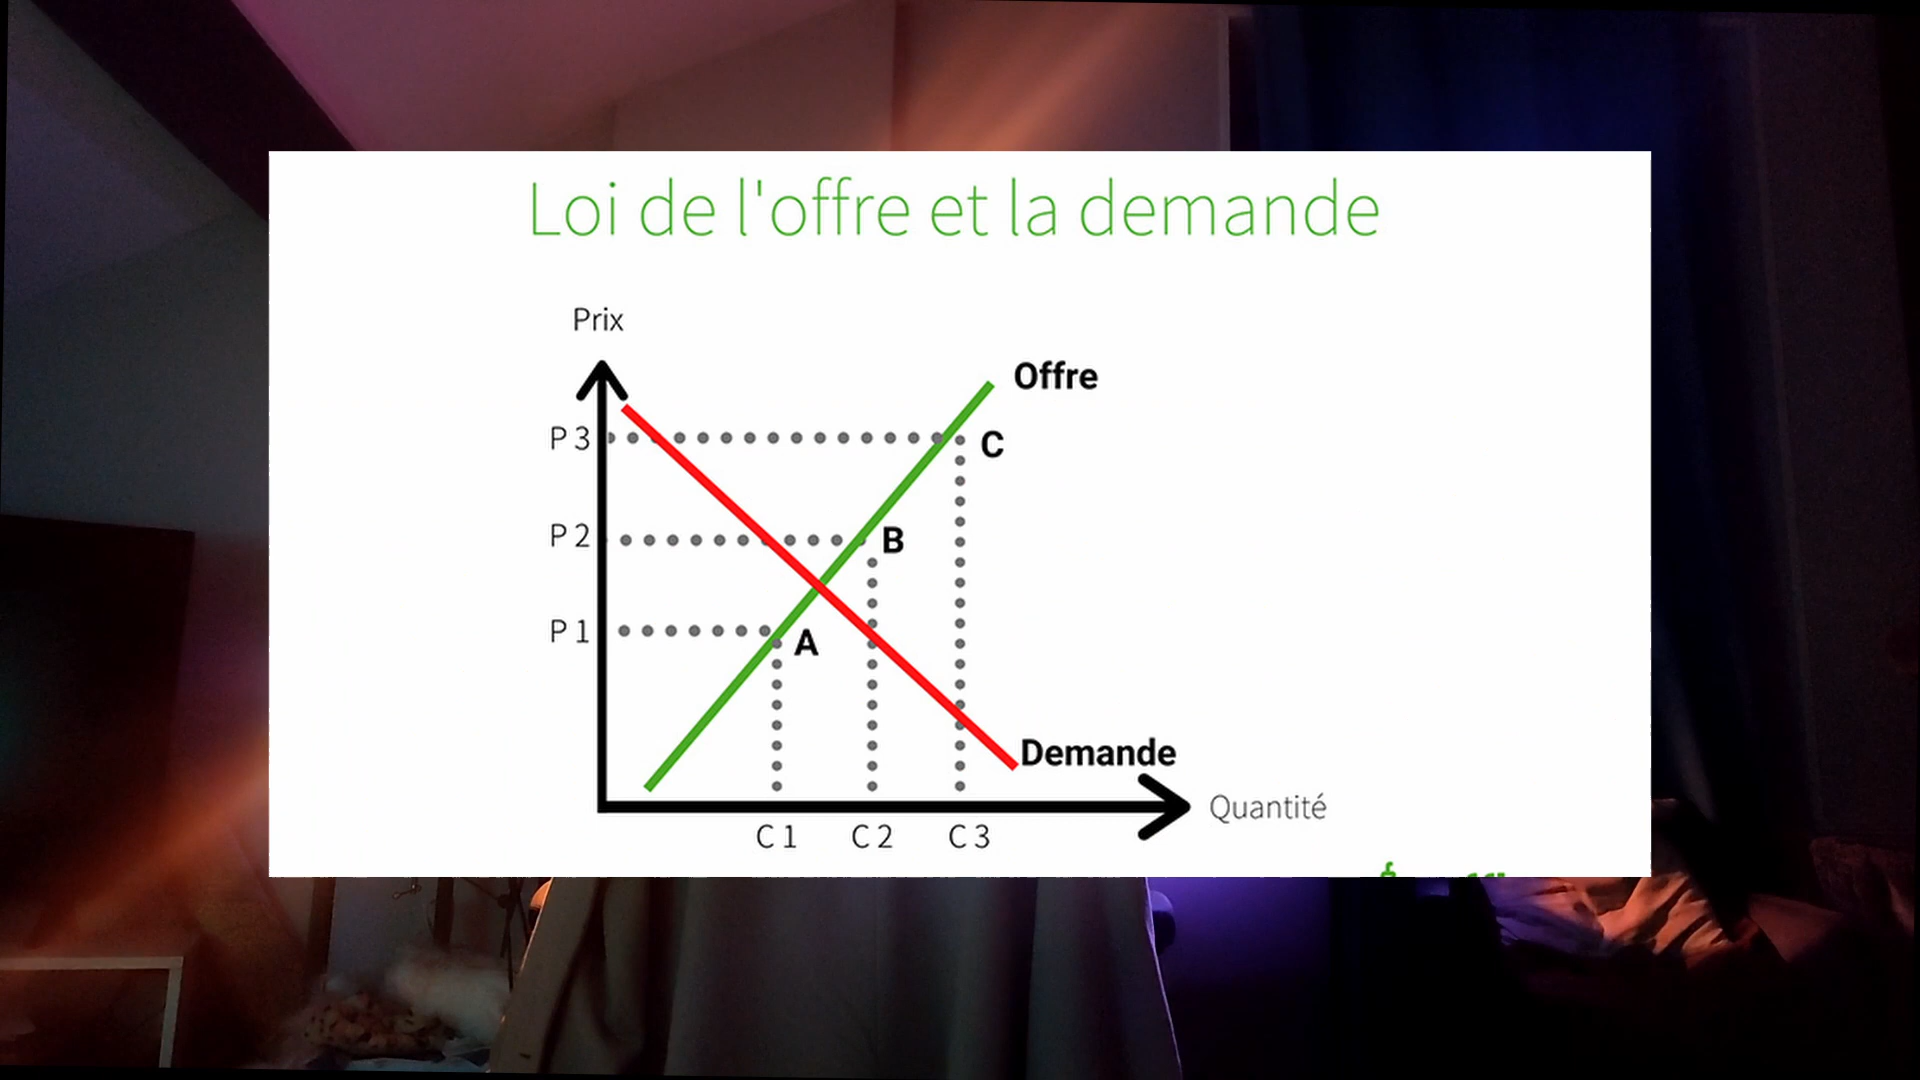 Loi de l'offre et la demande
Prix
Offre
P 3
C
P 2
B
P 1
A
Demande
Quantité
C 1
C 2
C 3